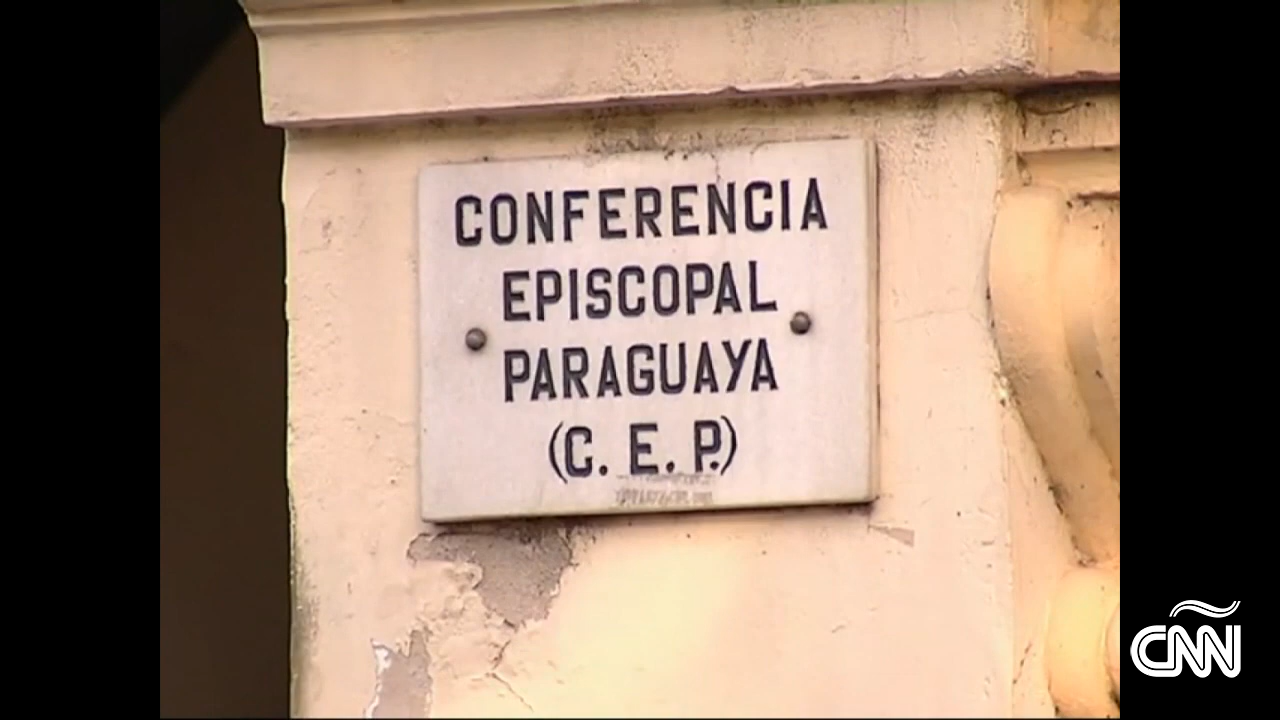 CONFERENCIA
EPISCOPAL
PARAGUAYA
(C. E. P.)
CNN